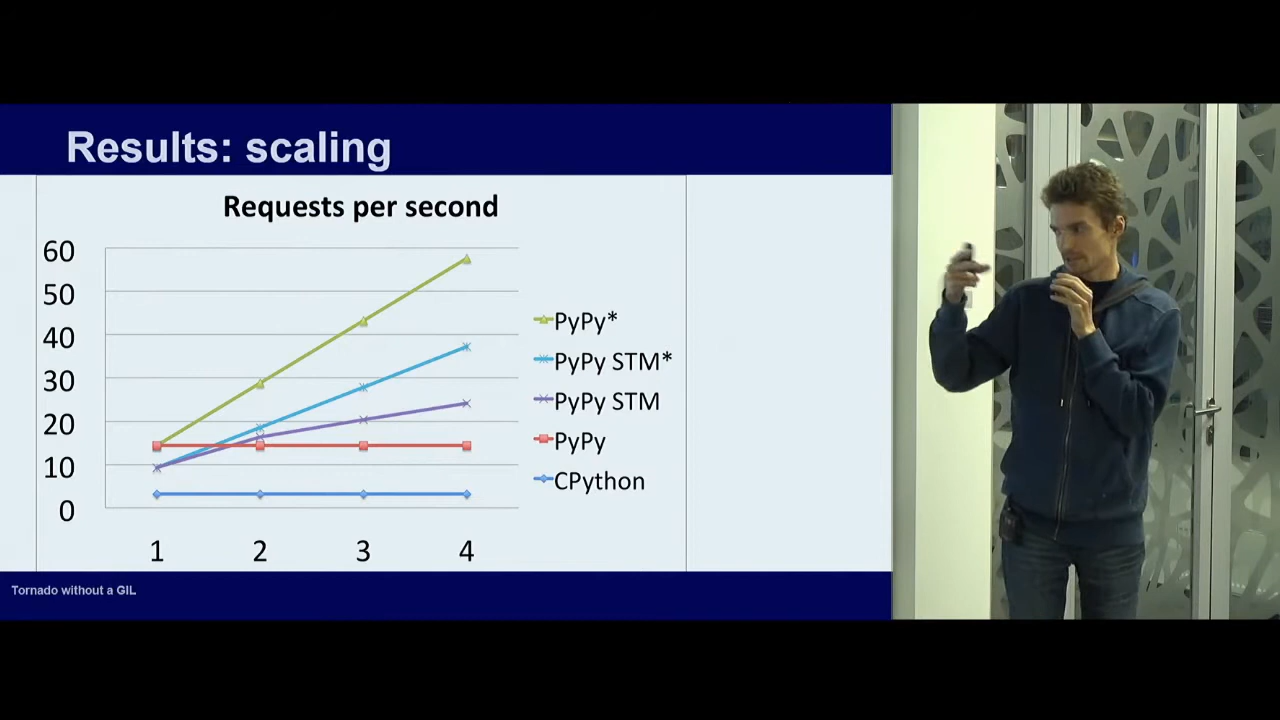 Results: scaling
Requests per second
60
50
40
30
20
10
0
1 2 3 4
PyPy*
PyPy STM*
PyPy STM
PyPy
CPython
Tornado without a GIL